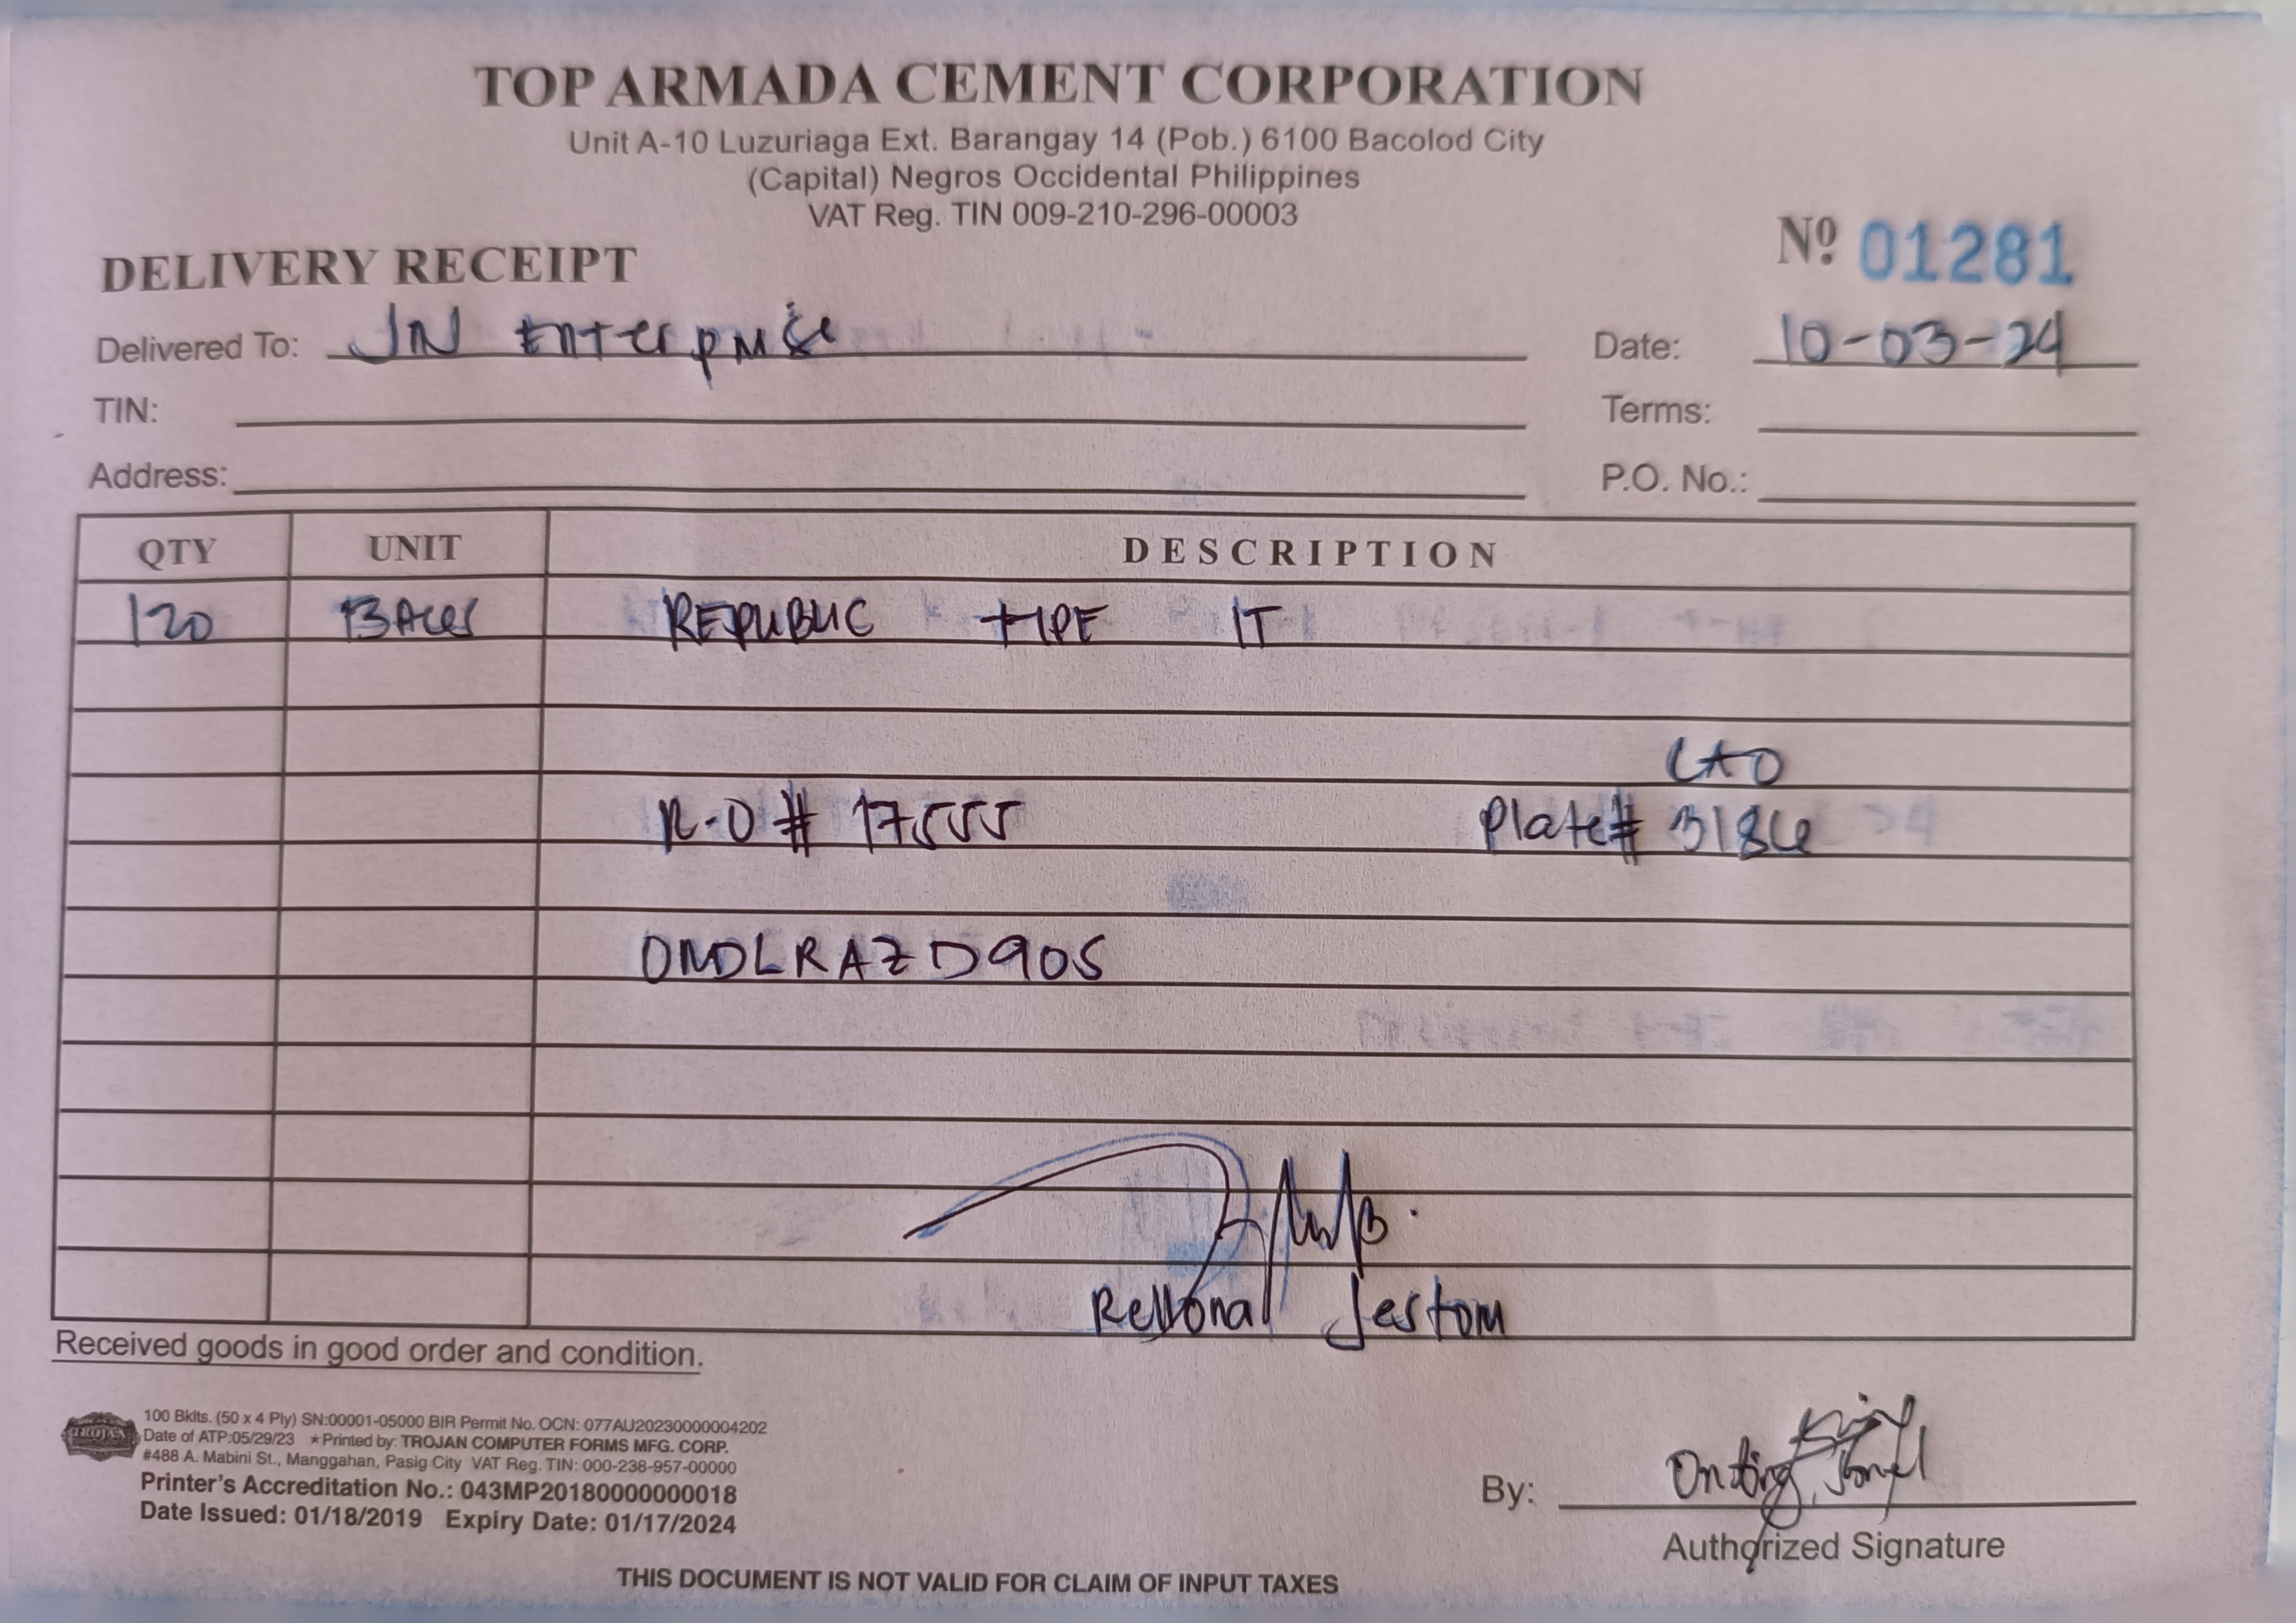 TOP ARMADA CEMENT CORPORATION
Unit A-10 Luzuriaga Ext. Barangay 14 (Pob.) 6100 Bacolod City
(Capital) Negros Occidental Philippines
VAT Reg. TIN 009-210-296-00003
DELIVERY RECEIPT Nº 01281
Delivered To: JN Enterprise Date: 10-03-24
TIN: Terms:
Address: P.O. No.:
QTY UNIT DESCRIPTION
120 BAGS REPUBLIC TYPE 1T
R-O # 17555 Plate#
Jestom
Received goods in good order and condition.
TROJAN
100 Bklts. (50 x 4 Ply) SN:00001-05000 BIR Permit No. OCN: 077AU20230000004202
Date of ATP:05/29/23 ★Printed by: TROJAN COMPUTER FORMS MFG. CORP.
#488 A. Mabini St., Manggahan, Pasig City VAT Reg. TIN: 000-238-957-00000
Printer's Accreditation No.: 043MP20180000000018
Date Issued: 01/18/2019 Expiry Date: 01/17/2024
By:
Authorized Signature
THIS DOCUMENT IS NOT VALID FOR CLAIM OF INPUT TAXES